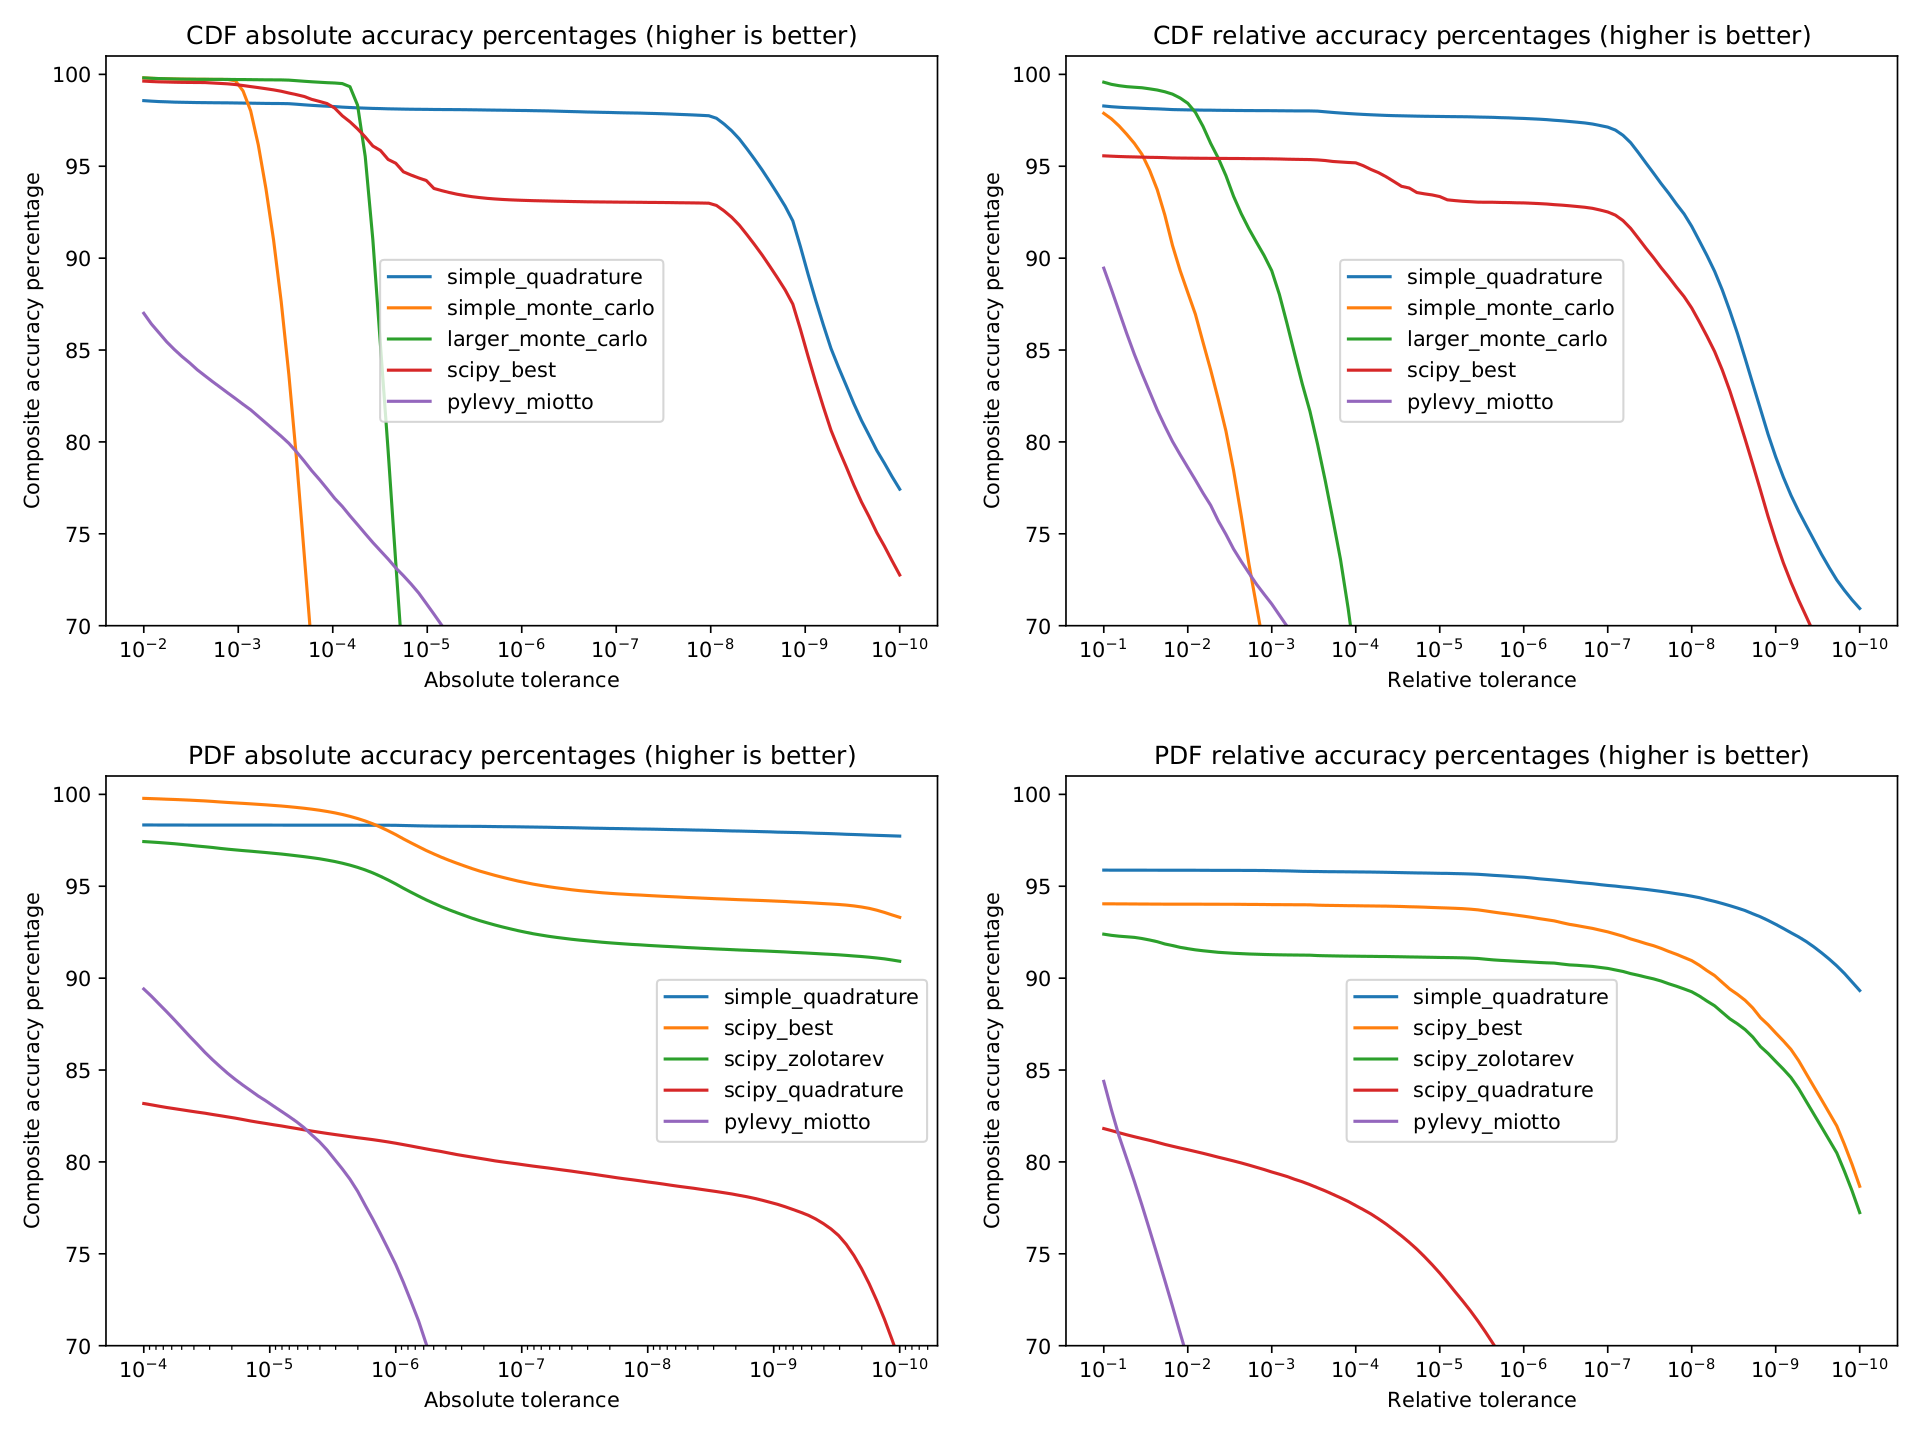 CDF absolute accuracy percentages (higher is better)
Composite accuracy percentage
100
95
90
85
80
75
70
simple_quadrature
simple_monte_carlo
larger_monte_carlo
scipy_best
pylevy_miotto
10⁻² 10⁻³ 10⁻⁴ 10⁻⁵ 10⁻⁶ 10⁻⁷ 10⁻⁸ 10⁻⁹ 10⁻¹⁰
Absolute tolerance
CDF relative accuracy percentages (higher is better)
Composite accuracy percentage
100
95
90
85
80
75
70
simple_quadrature
simple_monte_carlo
larger_monte_carlo
scipy_best
pylevy_miotto
10⁻¹ 10⁻² 10⁻³ 10⁻⁴ 10⁻⁵ 10⁻⁶ 10⁻⁷ 10⁻⁸ 10⁻⁹ 10⁻¹⁰
Relative tolerance
PDF absolute accuracy percentages (higher is better)
Composite accuracy percentage
100
95
90
85
80
75
70
simple_quadrature
scipy_best
scipy_zolotarev
scipy_quadrature
pylevy_miotto
10⁻⁴ 10⁻⁵ 10⁻⁶ 10⁻⁷ 10⁻⁸ 10⁻⁹ 10⁻¹⁰
Absolute tolerance
PDF relative accuracy percentages (higher is better)
Composite accuracy percentage
100
95
90
85
80
75
70
simple_quadrature
scipy_best
scipy_zolotarev
scipy_quadrature
pylevy_miotto
10⁻¹ 10⁻² 10⁻³ 10⁻⁴ 10⁻⁵ 10⁻⁶ 10⁻⁷ 10⁻⁸ 10⁻⁹ 10⁻¹⁰
Relative tolerance